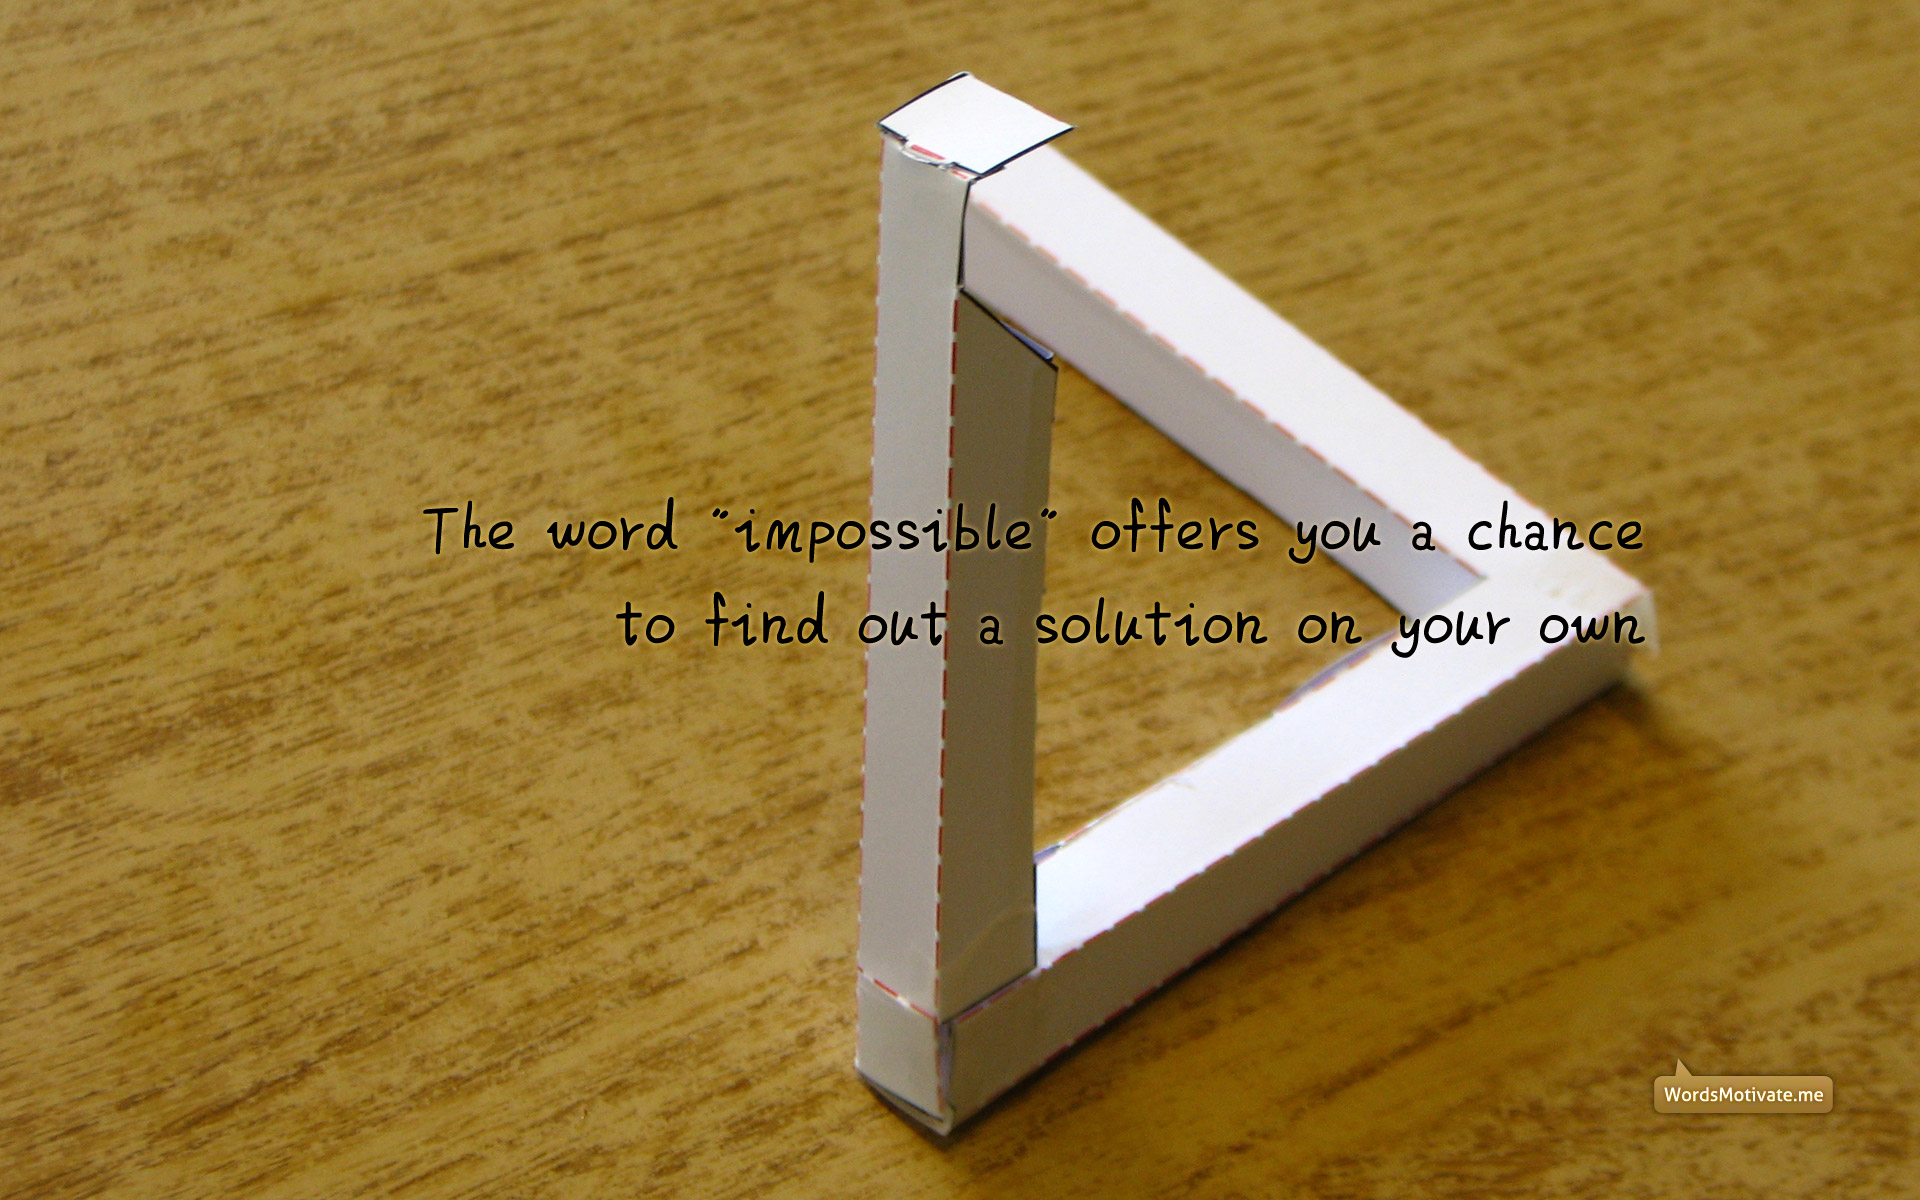 The word "impossible" offers you a chance
to find out a solution on your own
WordsMotivate.me